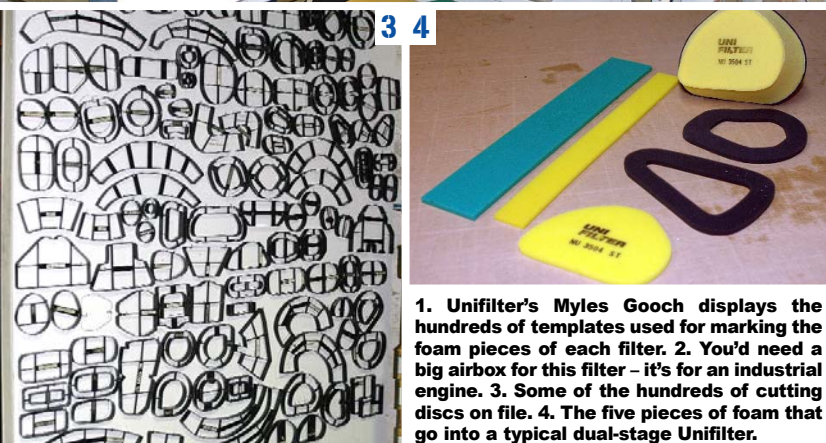 3 4
UNI
FILTER
NU 3504 ST
UNI
FILTER
NU 3504 ST
1. Unifilter’s Myles Gooch displays the
hundreds of templates used for marking the
foam pieces of each filter. 2. You’d need a
big airbox for this filter – it’s for an industrial
engine. 3. Some of the hundreds of cutting
discs on file. 4. The five pieces of foam that
go into a typical dual-stage Unifilter.